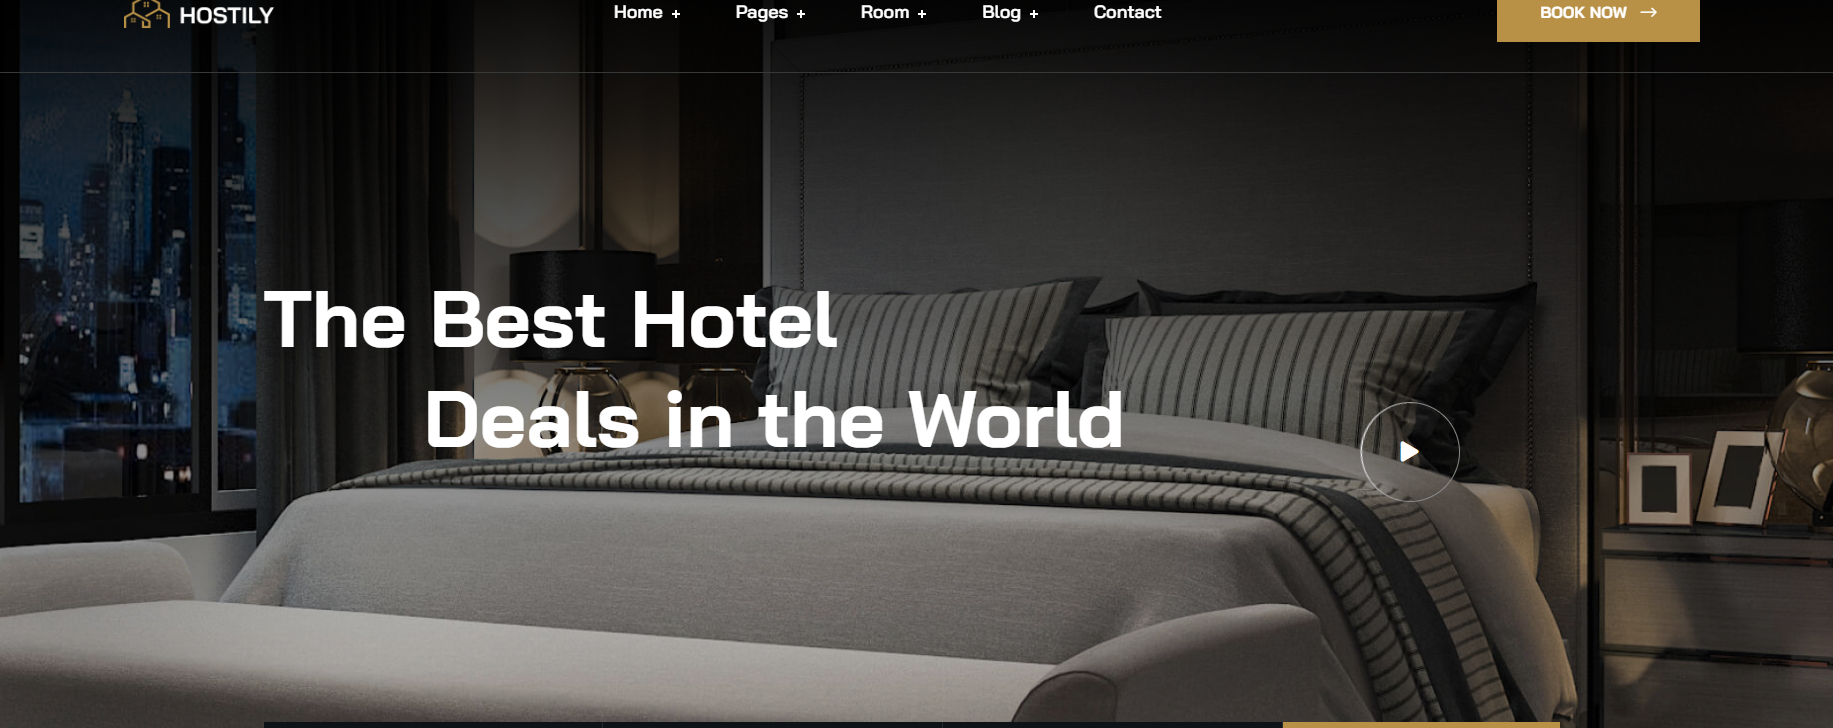 HOSTILY
Home + Pages + Room + Blog + Contact
BOOK NOW →
The Best Hotel
Deals in the World